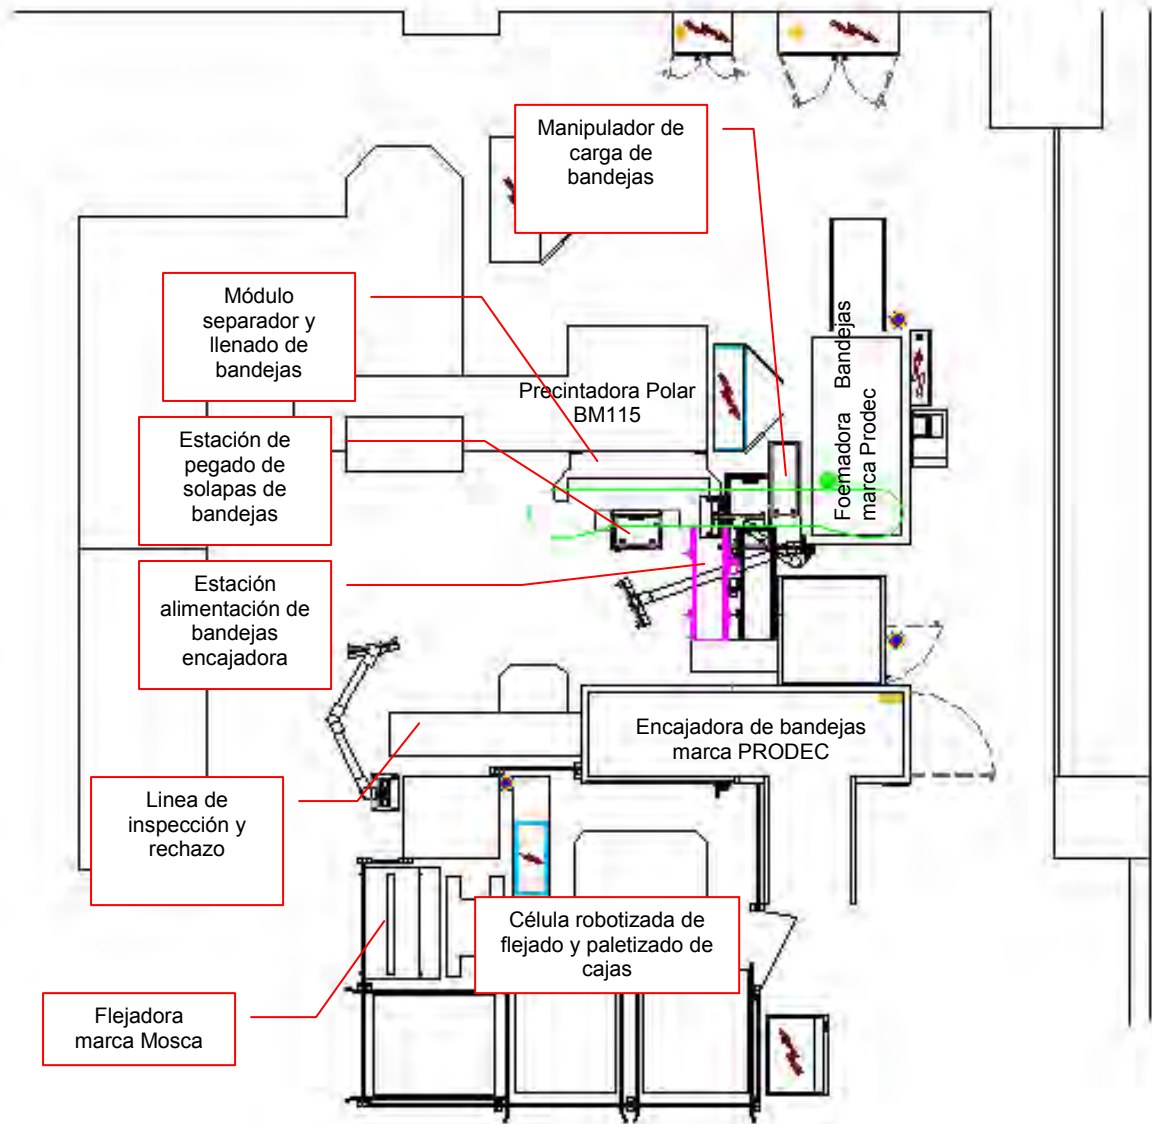 Manipulador de
carga de
bandejas
Módulo
separador y
llenado de
bandejas
Precintadora Polar
BM115
Foemadora Bandejas
marca Prodec
Estación de
pegado de
solapas de
bandejas
Estación
alimentación de
bandejas
encajadora
Encajadora de bandejas
marca PRODEC
Linea de
inspección y
rechazo
Célula robotizada de
flejado y paletizado de
cajas
Flejadora
marca Mosca